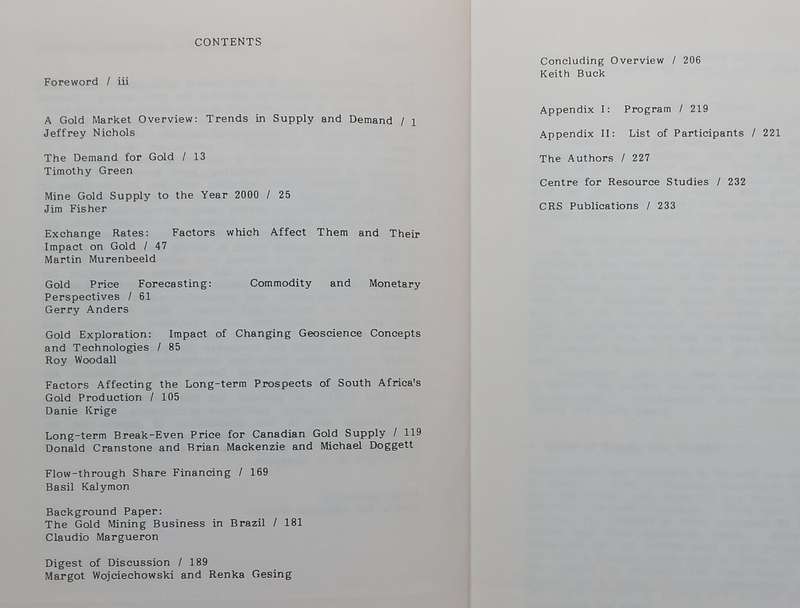 CONTENTS
Foreword / iii
A Gold Market Overview: Trends in Supply and Demand / 1
Jeffrey Nichols
The Demand for Gold / 13
Timothy Green
Mine Gold Supply to the Year 2000 / 25
Jim Fisher
Exchange Rates: Factors which Affect Them and Their
Impact on Gold / 47
Martin Murenbeeld
Gold Price Forecasting: Commodity and Monetary
Perspectives / 61
Gerry Anders
Gold Exploration: Impact of Changing Geoscience Concepts
and Technologies / 85
Roy Woodall
Factors Affecting the Long-term Prospects of South Africa's
Gold Production / 105
Danie Krige
Long-term Break-Even Price for Canadian Gold Supply / 119
Donald Cranstone and Brian Mackenzie and Michael Doggett
Flow-through Share Financing / 169
Basil Kalymon
Background Paper:
The Gold Mining Business in Brazil / 181
Claudio Margueron
Digest of Discussion / 189
Margot Wojciechowski and Renka Gesing
Concluding Overview / 206
Keith Buck
Appendix I: Program / 219
Appendix II: List of Participants / 221
The Authors / 227
Centre for Resource Studies / 232
CRS Publications / 233